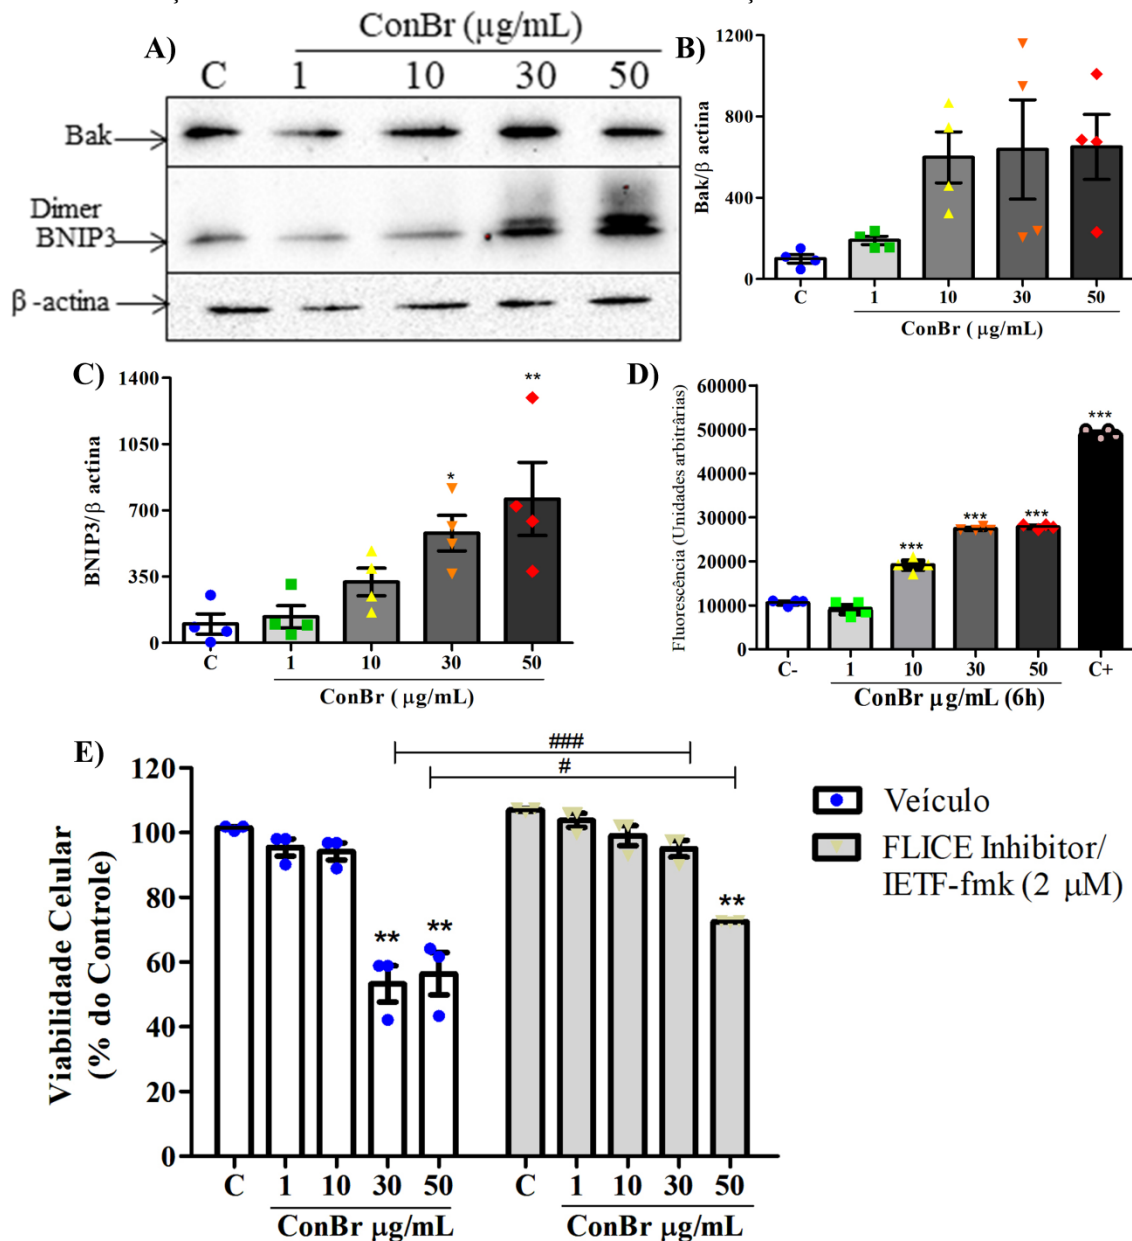 A)
ConBr (µg/mL)
C 1 10 30 50
Bak
Dimer
BNIP3
β-actina
B)
1200
800
400
0
Bak/β actina
C 1 10 30 50
ConBr ( µg/mL)
C)
1400
1050
700
350
0
BNIP3/β actina
* **
C 1 10 30 50
ConBr ( µg/mL)
D)
60000
50000
40000
30000
20000
10000
0
Fluorescência (Unidades arbitrárias)
*** *** *** ***
C- 1 10 30 50 C+
ConBr µg/mL (6h)
E)
###
#
120
100
80
60
40
20
0
Viabilidade Celular
(% do Controle)
** ** **
C 1 10 30 50 C 1 10 30 50
ConBr µg/mL ConBr µg/mL
Veículo
FLICE Inhibitor/
IETF-fmk (2 µM)